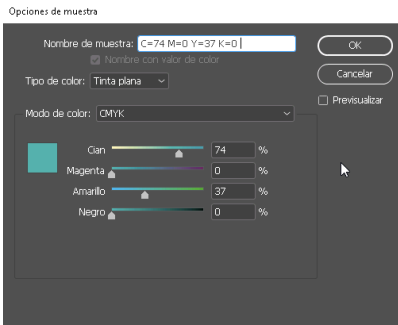 Opciones de muestra
Nombre de muestra: C=74 M=0 Y=37 K=0
OK
Nombre con valor de color
Cancelar
Tipo de color: Tinta plana
Previsualizar
Modo de color: CMYK
Cian 74 %
Magenta 0 %
Amarillo 37 %
Negro 0 %